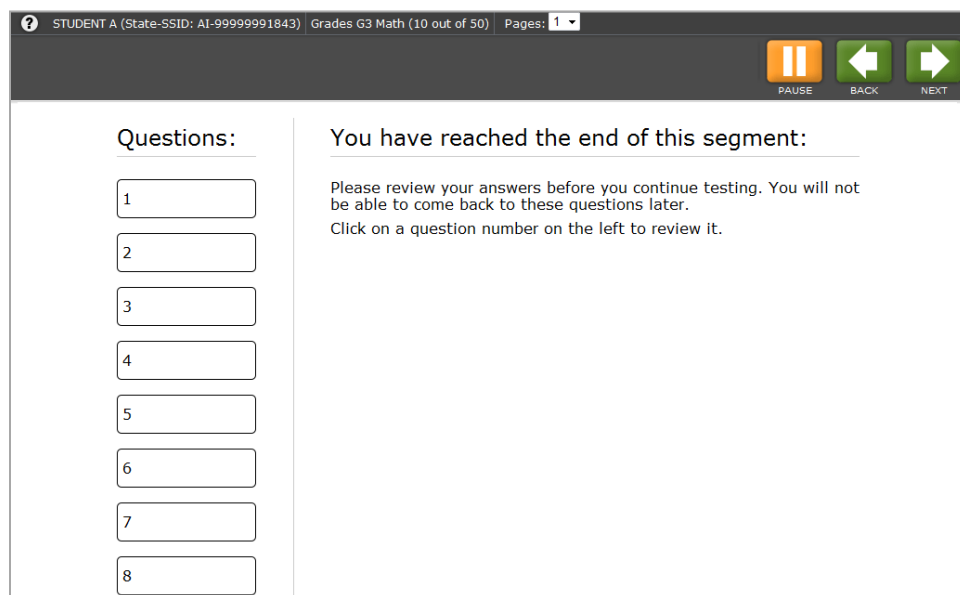 ? STUDENT A (State-SSID: AI-99999991843) Grades G3 Math (10 out of 50) Pages: 1
PAUSE BACK NEXT
Questions:
1
2
3
4
5
6
7
8
You have reached the end of this segment:
Please review your answers before you continue testing. You will not
be able to come back to these questions later.
Click on a question number on the left to review it.